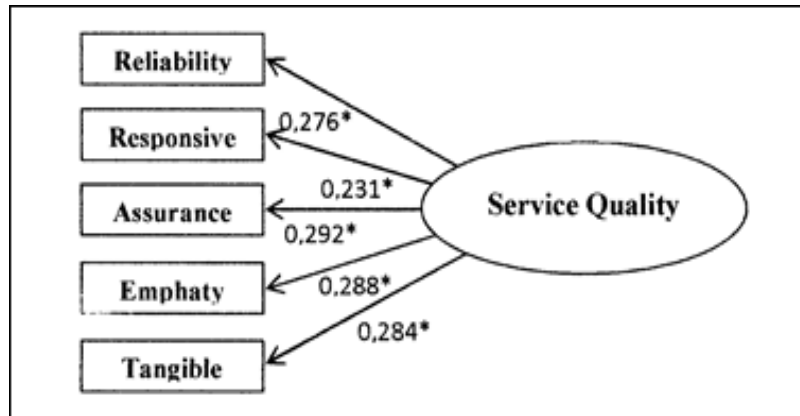 Reliability
0,276*
Responsive
0,231*
Assurance
Service Quality
0,292*
Emphaty
0,288*
0,284*
Tangible